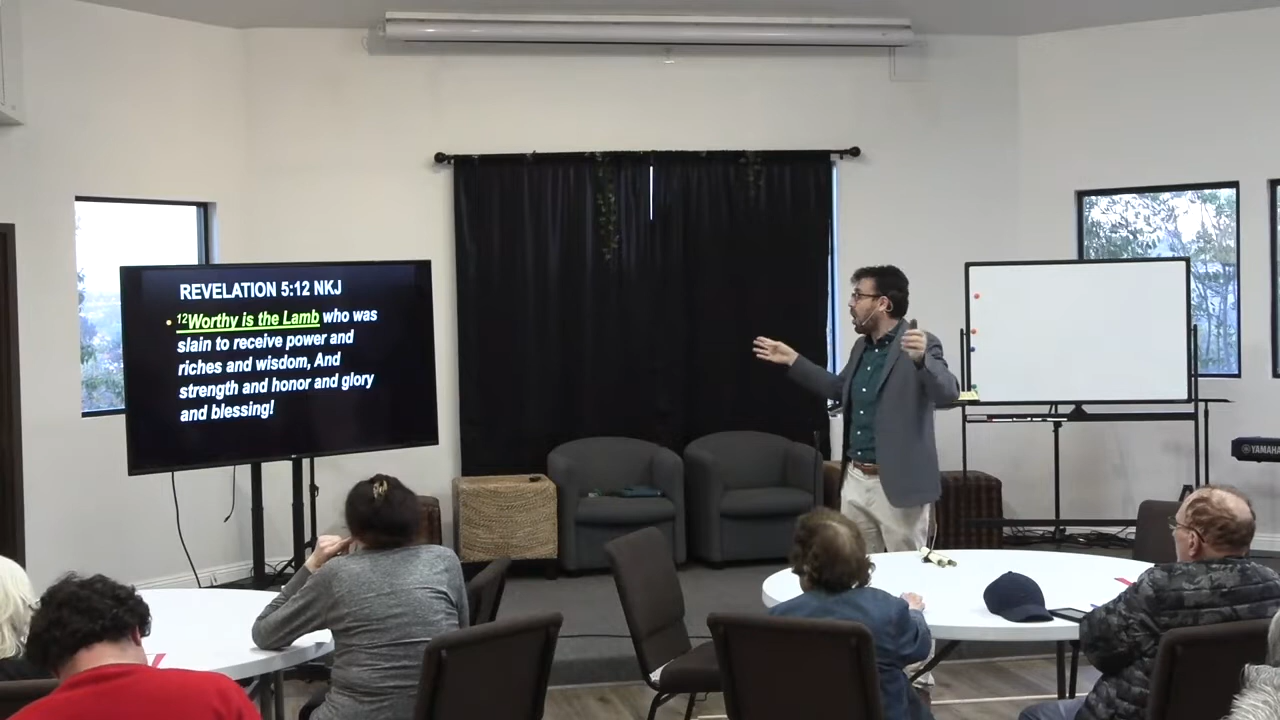 REVELATION 5:12 NKJ
• 12Worthy is the Lamb who was
slain to receive power and
riches and wisdom, And
strength and honor and glory
and blessing!
YAMAHA